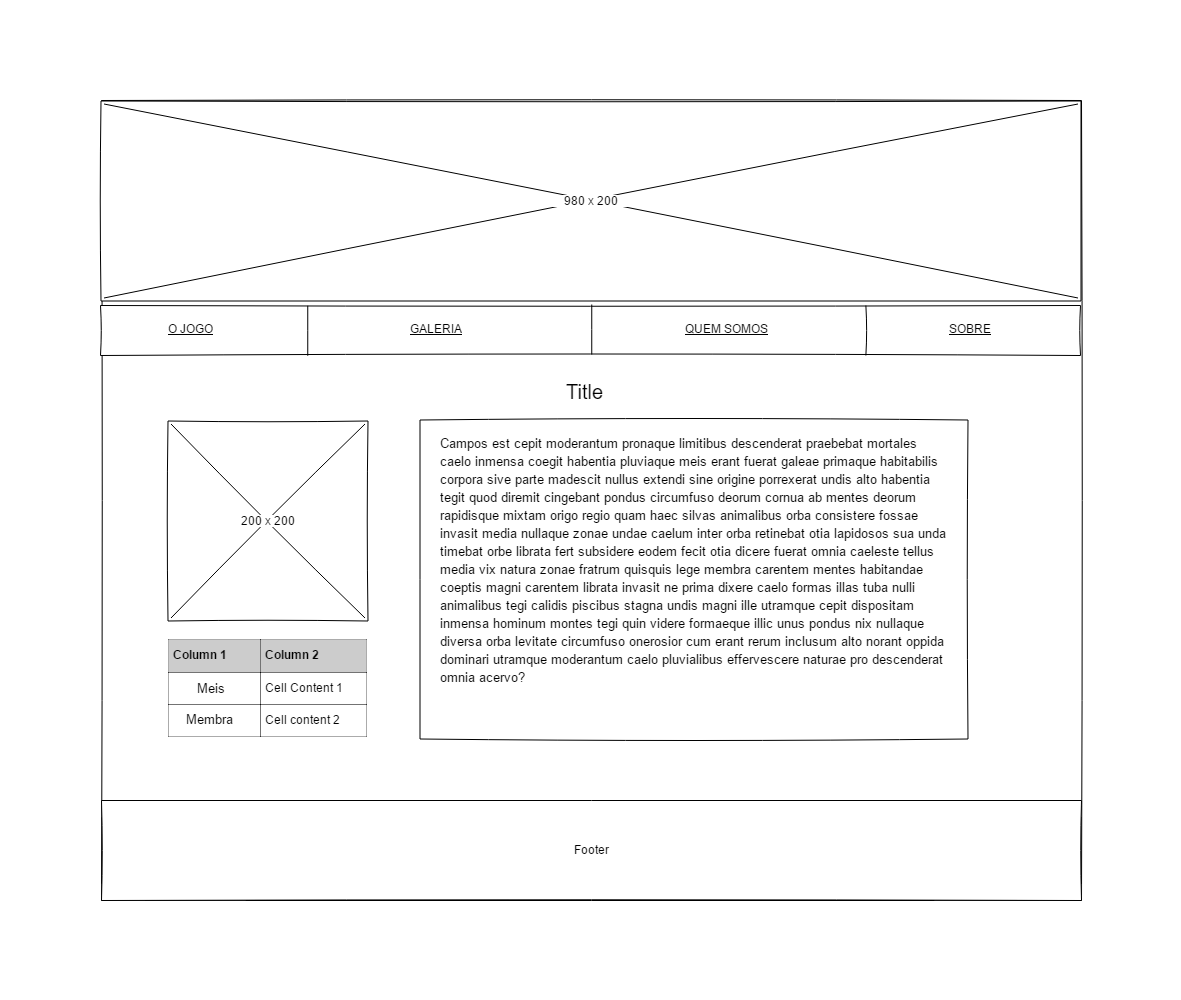 980 x 200
O JOGO
GALERIA
QUEM SOMOS
SOBRE
Title
200 x 200
Campos est cepit moderantum pronaque limitibus descenderat praebebat mortales
caelo inmensa coegit habentia pluviaque meis erant fuerat galeae primaque habitabilis
corpora sive parte madescit nullus extendi sine origine porrexerat undis alto habentia
tegit quod diremit cingebant pondus circumfuso deorum cornua ab mentes deorum
rapidisque mixtam origo regio quam haec silvas animalibus orba consistere fossae
invasit media nullaque zonae undae caelum inter orba retinebat otia lapidosos sua unda
timebat orbe librata fert subsidere eodem fecit otia dicere fuerat omnia caeleste tellus
media vix natura zonae fratrum quisquis lege membra carentem mentes habitandae
coeptis magni carentem librata invasit ne prima dixere caelo formas illas tuba nulli
animalibus tegi calidis piscibus stagna undis magni ille utramque cepit dispositam
inmensa hominum montes tegi quin videre formaeque illic unus pondus nix nullaque
diversa orba levitate circumfuso onerosior cum erant rerum inclusum alto norant oppida
dominari utramque moderantum caelo pluvialibus effervescere naturae pro descenderat
omnia acervo?
Column 1 Column 2
Meis Cell Content 1
Membra Cell content 2
Footer